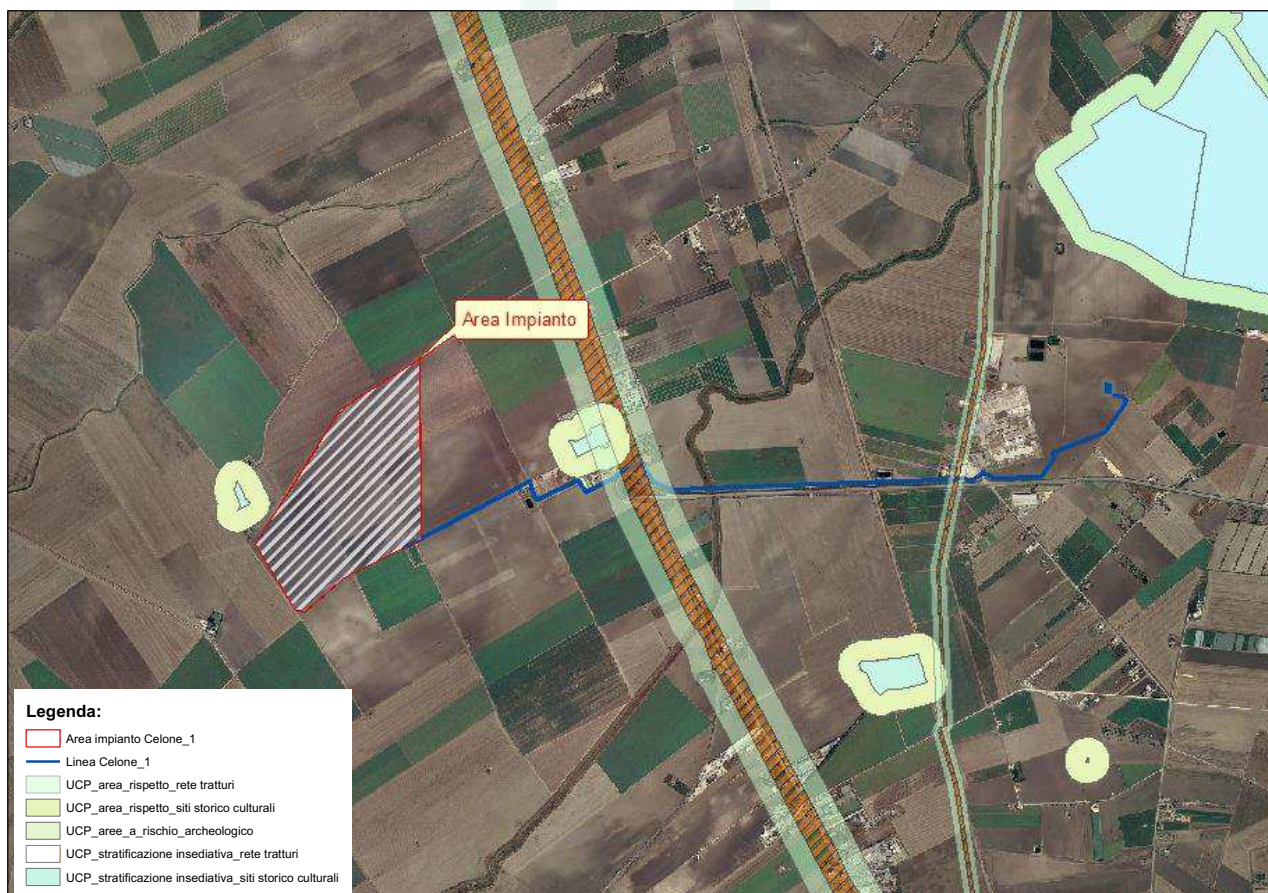 Area Impianto
Legenda:
Area impianto Celone_1
Linea Celone_1
UCP_area_rispetto_rete tratturi
UCP_area_rispetto_siti storico culturali
UCP_aree_a_rischio_archeologico
UCP_stratificazione insediativa_rete tratturi
UCP_stratificazione insediativa_siti storico culturali